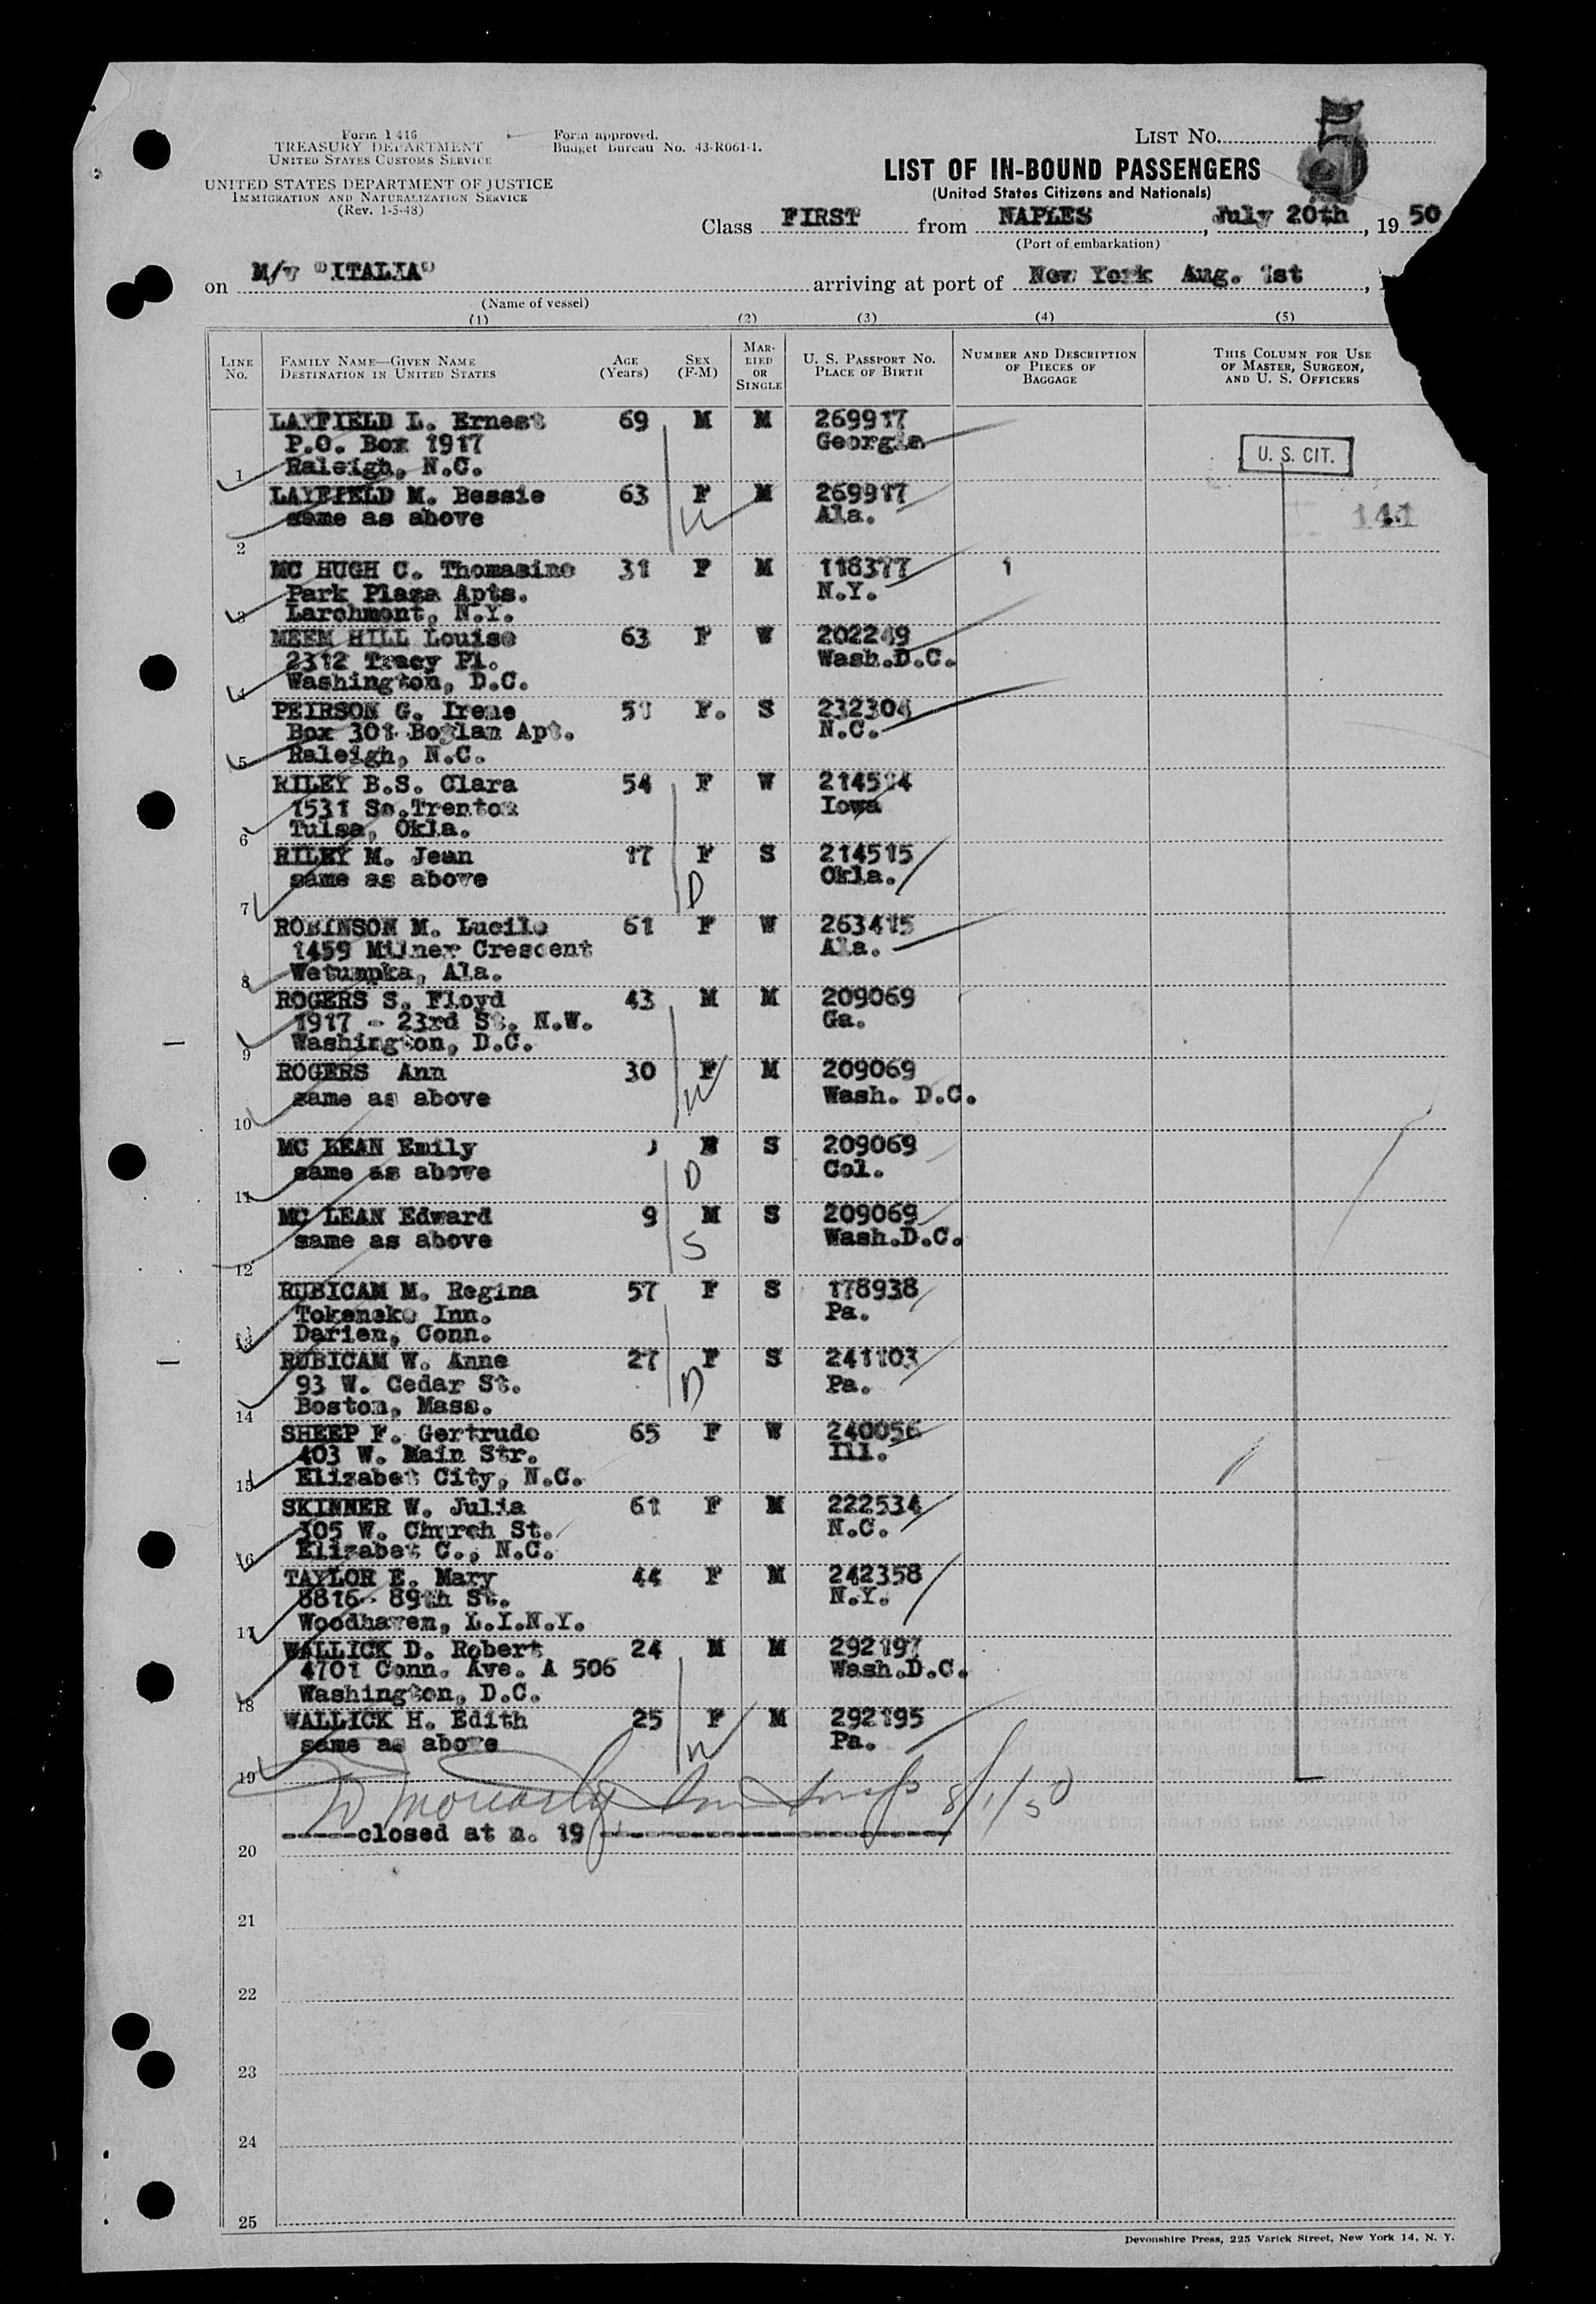 Form I 416
TREASURY DEPARTMENT
UNITED STATES CUSTOMS SERVICE
UNITED STATES DEPARTMENT OF JUSTICE
IMMIGRATION AND NATURALIZATION SERVICE
(Rev. 1-5-48)
Form approved.
Budget Bureau No. 43-R061-1.
LIST No. 5
LIST OF IN-BOUND PASSENGERS
(United States Citizens and Nationals)
Class FIRST from NAPLES, July 20th, 1950
(Port of embarkation)
on M/v "ITALIA" arriving at port of New York Aug. 1st,
(Name of vessel)
(1) (2) (3) (4) (5)
LINE No. FAMILY NAME—GIVEN NAME DESTINATION IN UNITED STATES AGE (Years) SEX (F-M) MARRIED OR SINGLE U. S. PASSPORT No. PLACE OF BIRTH NUMBER AND DESCRIPTION OF PIECES OF BAGGAGE THIS COLUMN FOR USE OF MASTER, SURGEON, AND U. S. OFFICERS
LAYFIELD L. Ernest 69 M M 269917
P.O. Box 1917 Georgia
1 Raleigh, N.C. U. S. CIT.
LAYFIELD M. Bessie 63 F M 269917
same as above Ala. 141
2
MC HUGH C. Thomasine 31 F M 118377 1
Park Plaza Apts. N.Y.
3 Larchmont, N.Y.
MEEM HILL Louise 63 F W 202249
2312 Tracy Pl. Wash.D.C.
4 Washington, D.C.
PEIRSON G. Irene 51 F. S 232304
Box 301 Boylan Apt. N.C.
5 Raleigh, N.C.
RILEY B.S. Clara 54 F W 214514
1531 So.Trenton Iowa
6 Tulsa, Okla.
RILEY M. Jean 17 F S 214515
same as above Okla.
7 D
ROBINSON M. Lucile 61 F W 263415
1459 Milner Crescent Ala.
8 Wetumpka, Ala.
ROGERS S. Floyd 43 M M 209069
1917 - 23rd St. N.W. Ga.
9 Washington, D.C.
ROGERS Ann 30 F M 209069
same as above Wash. D.C.
10 W
MC LEAN Emily S 209069
same as above Col.
11 D
MC LEAN Edward 9 M S 209069
same as above Wash.D.C.
12 S
RUBICAM M. Regina 57 F S 178938
Tokeneke Inn. Pa.
13 Darien, Conn.
RUBICAM W. Anne 27 F S 241103
93 W. Cedar St. Pa.
14 Boston, Mass. D
SHEEP F. Gertrude 65 F W 240056
403 W. Main Str. Ill.
15 Elizabet City, N.C.
SKINNER W. Julia 61 F M 222534
305 W. Church St. N.C.
16 Elizabet C., N.C.
TAYLOR E. Mary 44 F M 242358
8816- 89th St. N.Y.
17 Woodhaven, L.I.N.Y.
WALLICK D. Robert 24 M M 292197
4701 Conn. Ave. A 506 Wash.D.C.
18 Washington, D.C.
WALLICK H. Edith 25 F M 292195
same as above Pa.
19 W
8/1/50
-----closed at n. 19 -----
20
21
22
23
24
25
Devonshire Press, 225 Varick Street, New York 14, N. Y.